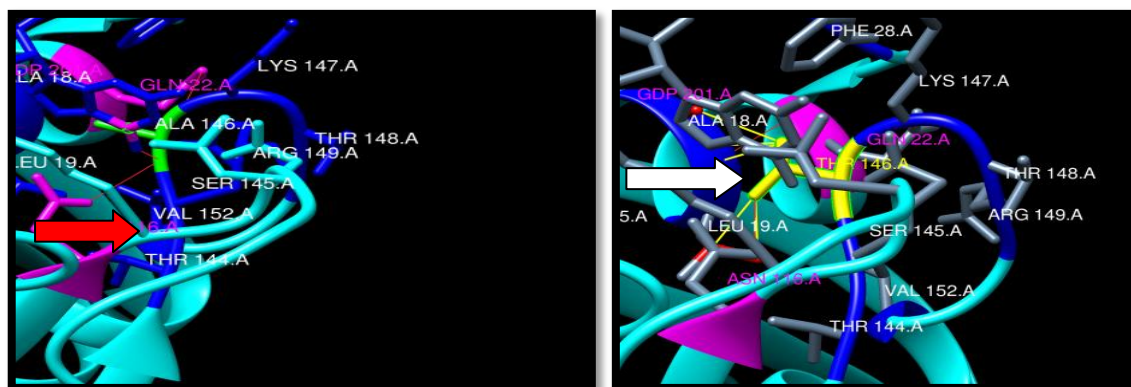 LYS 147.A
LA 18.A
GLN 22.A
ALA 146.A
THR 148.A
LEU 19.A
ARG 149.A
SER 145.A
VAL 152.A
6.A
THR 144.A
PHE 28.A
LYS 147.A
GDP 201.A
ALA 18.A
GLN 22.A
THR 146.A
THR 148.A
5.A
LEU 19.A
ARG 149.A
SER 145.A
ASN 116.A
VAL 152.A
THR 144.A